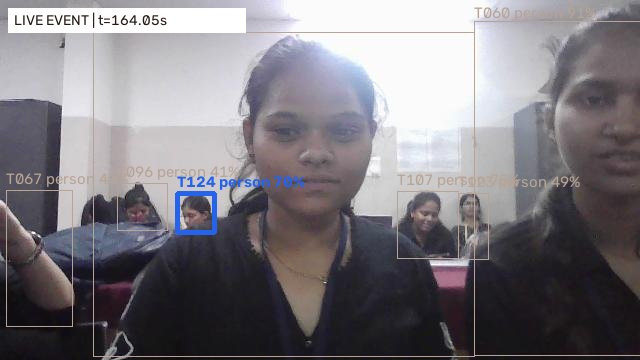 LIVE EVENT | t=164.05s
T060 person 91%
T067 person 4
096 person 41%
T124 person 70%
T107 person
person 49%